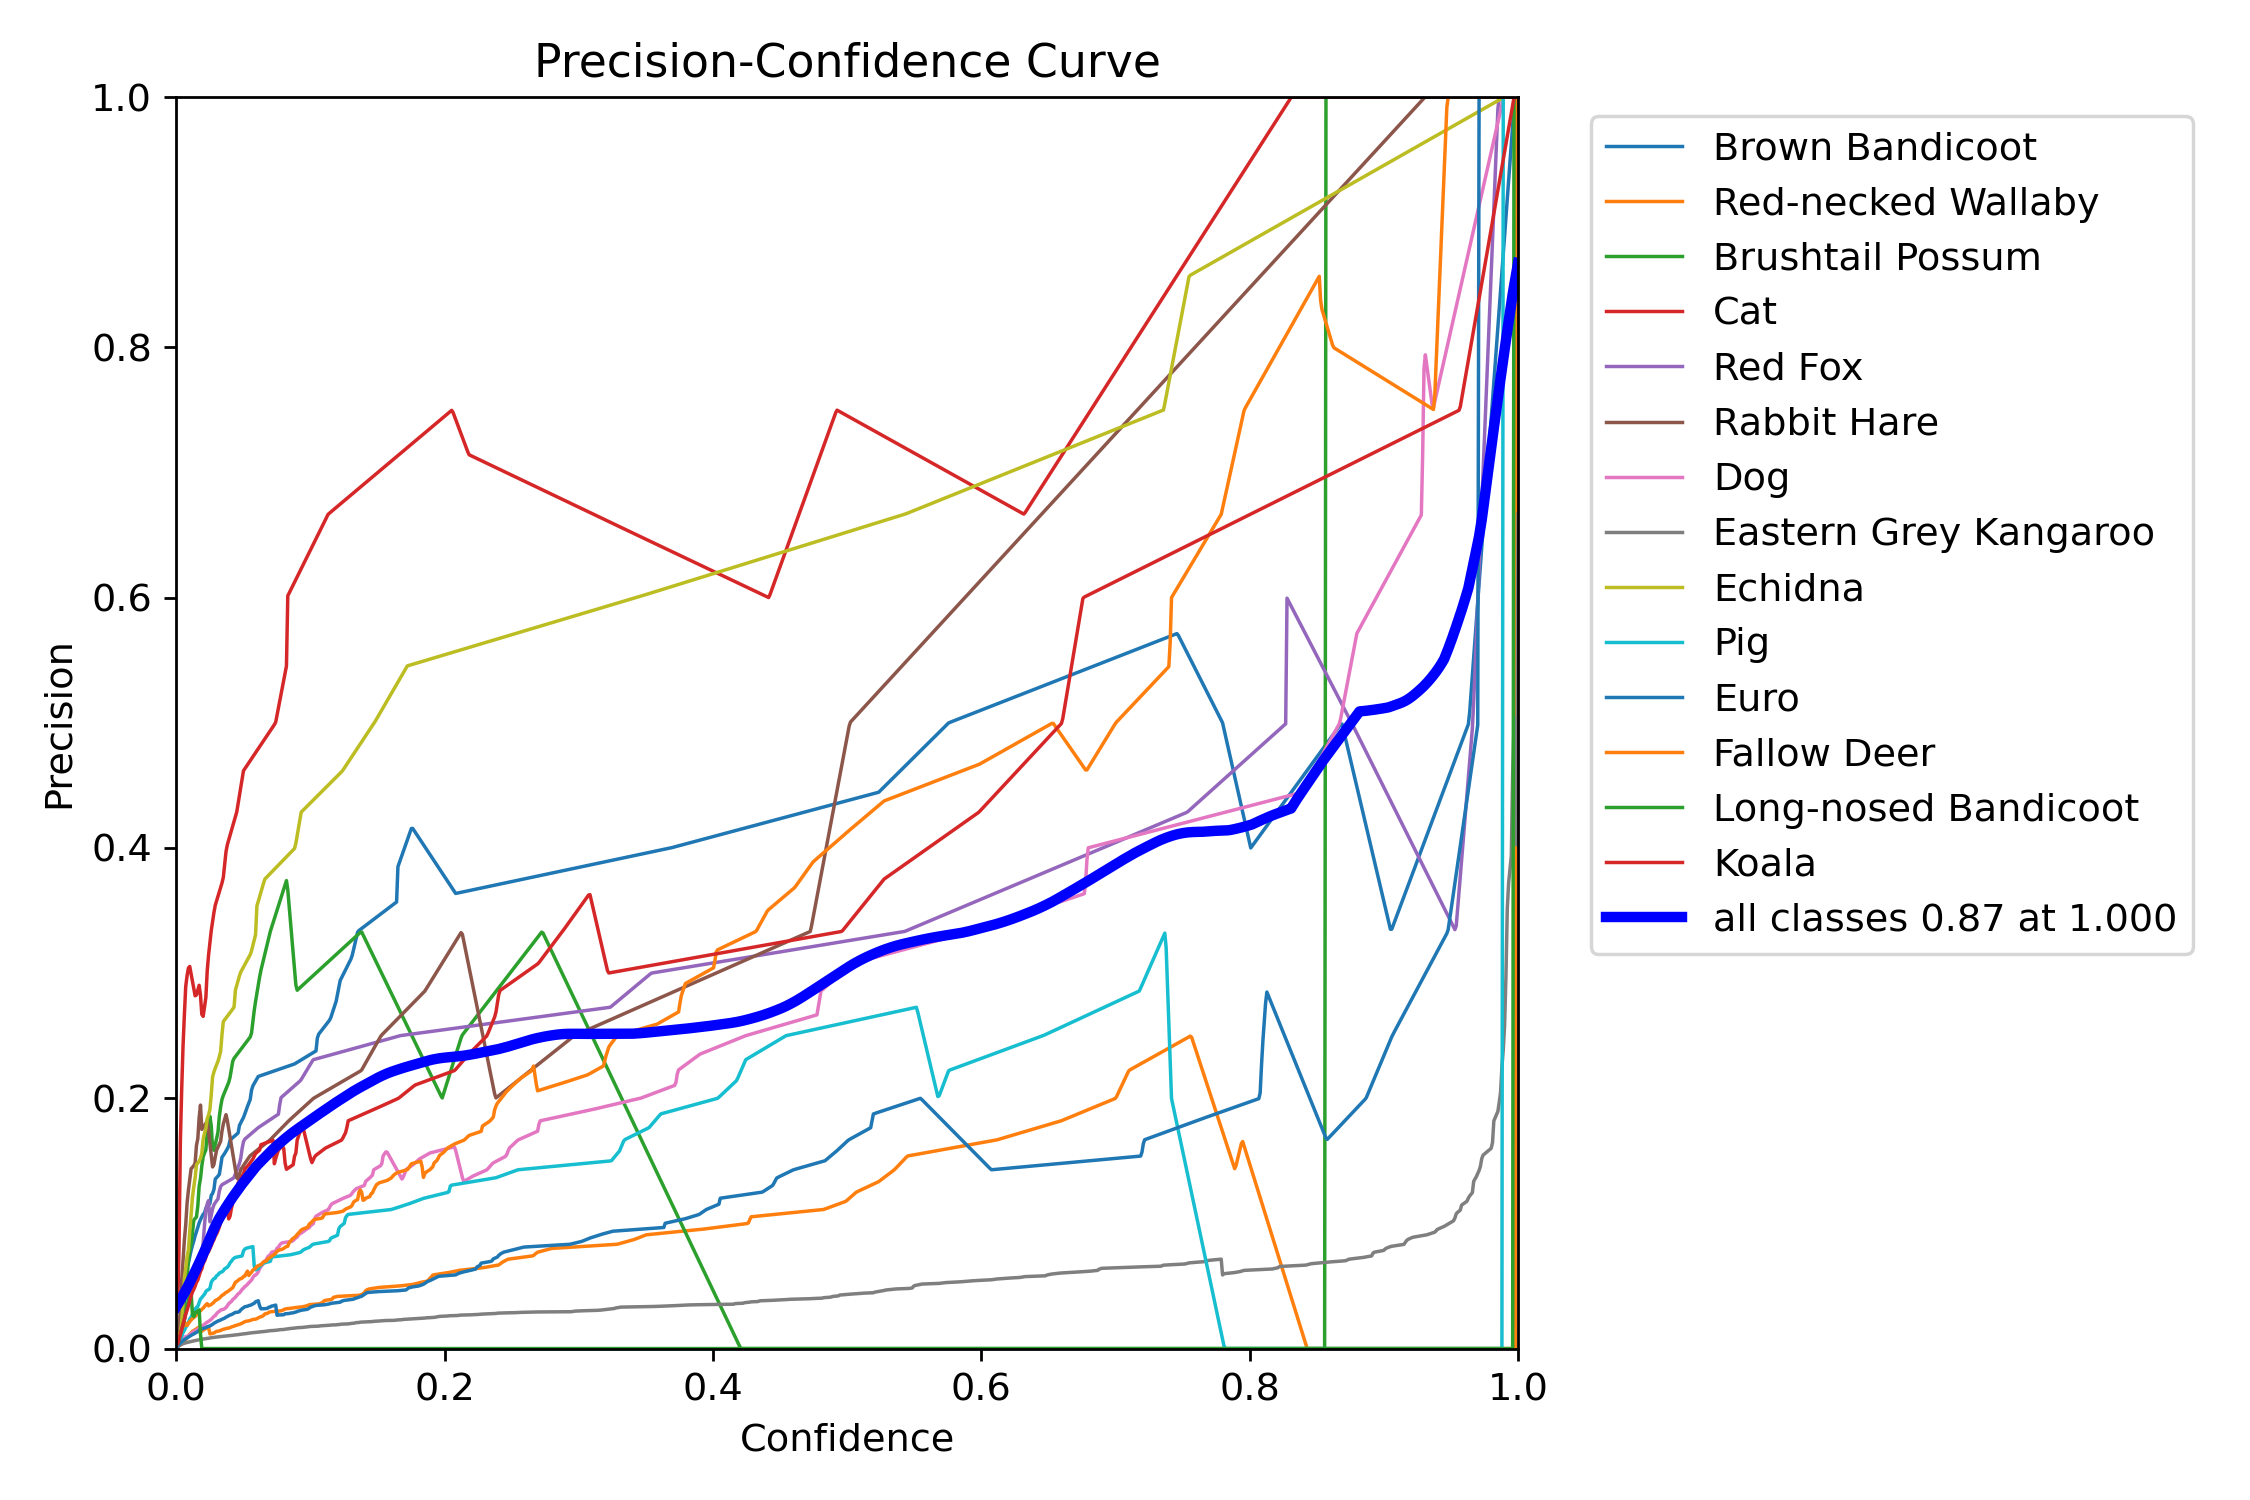 Precision-Confidence Curve
1.0
0.8
0.6
0.4
0.2
0.0
Precision
0.0 0.2 0.4 0.6 0.8 1.0
Confidence
Brown Bandicoot
Red-necked Wallaby
Brushtail Possum
Cat
Red Fox
Rabbit Hare
Dog
Eastern Grey Kangaroo
Echidna
Pig
Euro
Fallow Deer
Long-nosed Bandicoot
Koala
all classes 0.87 at 1.000